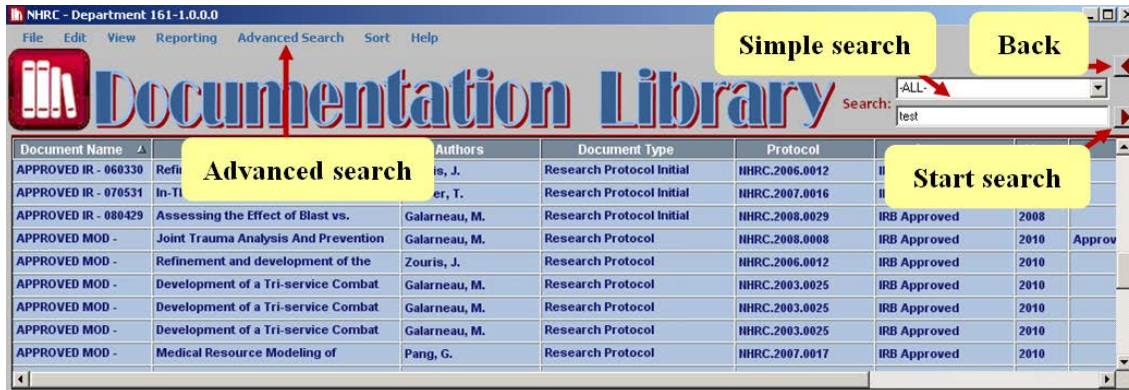 NHRC - Department 161-1.0.0.0
File Edit View Reporting Advanced Search Sort Help
Simple search
Back
Documentation Library
Search:
-ALL-
test
Document Name Authors Document Type Protocol
Advanced search
Start search
APPROVED IR - 060330 is, J. Research Protocol Initial NHRC.2006.0012
APPROVED IR - 070531 er, T. Research Protocol Initial NHRC.2007.0016
APPROVED IR - 080429 Assessing the Effect of Blast vs. Galarneau, M. Research Protocol Initial NHRC.2008.0029 IRB Approved 2008
APPROVED MOD - Joint Trauma Analysis And Prevention Galarneau, M. Research Protocol NHRC.2008.0008 IRB Approved 2010 Approv
APPROVED MOD - Refinement and development of the Zouris, J. Research Protocol NHRC.2006.0012 IRB Approved 2010
APPROVED MOD - Development of a Tri-service Combat Galarneau, M. Research Protocol NHRC.2003.0025 IRB Approved 2010
APPROVED MOD - Development of a Tri-service Combat Galarneau, M. Research Protocol NHRC.2003.0025 IRB Approved 2010
APPROVED MOD - Development of a Tri-service Combat Galarneau, M. Research Protocol NHRC.2003.0025 IRB Approved 2010
APPROVED MOD - Medical Resource Modeling of Pang, G. Research Protocol NHRC.2007.0017 IRB Approved 2010